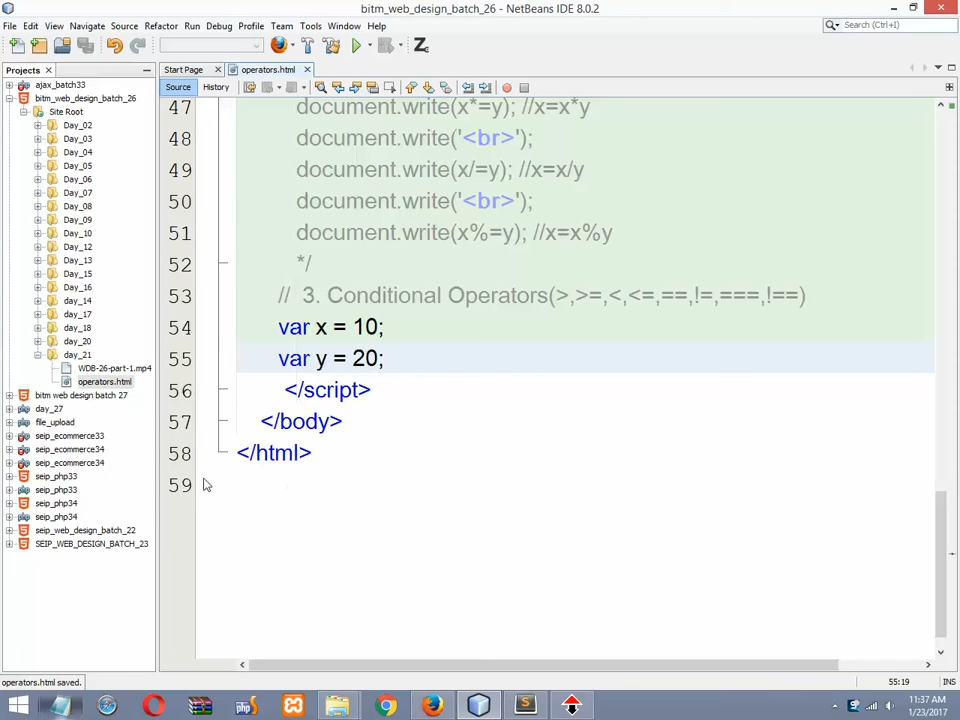 bitm_web_design_batch_26 - NetBeans IDE 8.0.2
File Edit View Navigate Source Refactor Run Debug Profile Team Tools Window Help
Search (Ctrl+I)
Projects
Start Page
operators.html
Source History
ajax_batch33
bitm_web_design_batch_26
Site Root
Day_02
Day_03
Day_04
Day_05
Day_06
Day_07
Day_08
Day_09
Day_10
Day_12
Day_13
Day_15
Day_16
day_14
day_17
day_18
day_20
day_21
WDB-26-part-1.mp4
operators.html
bitm web design batch 27
day_27
file_upload
seip_ecommerce33
seip_ecommerce34
seip_ecommerce34
seip_php33
seip_php33
seip_php34
seip_php34
seip_web_design_batch_22
SEIP_WEB_DESIGN_BATCH_23
47 document.write(x*=y); //x=x*y
48 document.write('<br>');
49 document.write(x/=y); //x=x/y
50 document.write('<br>');
51 document.write(x%=y); //x=x%y
52 */
53 // 3. Conditional Operators(>,>=,<,<=,==,!=,===,!==)
54 var x = 10;
55 var y = 20;
56 </script>
57 </body>
58 </html>
59
operators.html saved.
55:19
INS
11:37 AM
1/23/2017